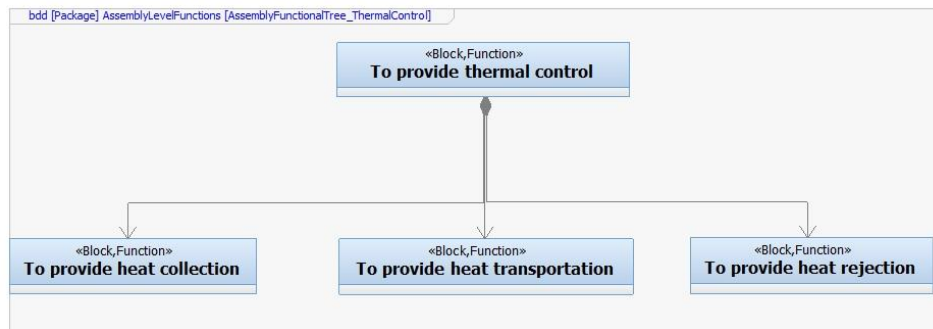 bdd [Package] AssemblyLevelFunctions [AssemblyFunctionalTree_ThermalControl]
«Block,Function»
To provide thermal control
«Block,Function»
To provide heat collection
«Block,Function»
To provide heat transportation
«Block,Function»
To provide heat rejection